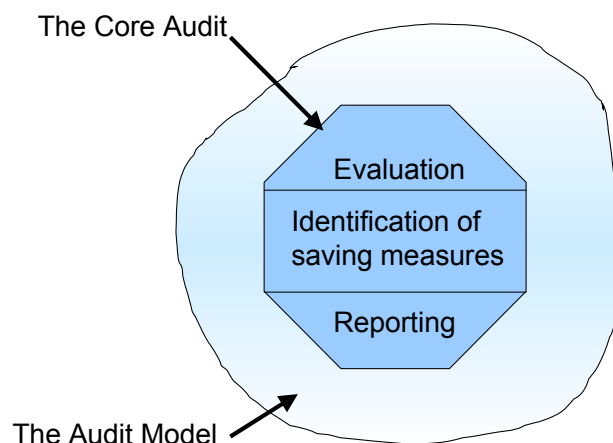 The Core Audit
Evaluation
Identification of
saving measures
Reporting
The Audit Model